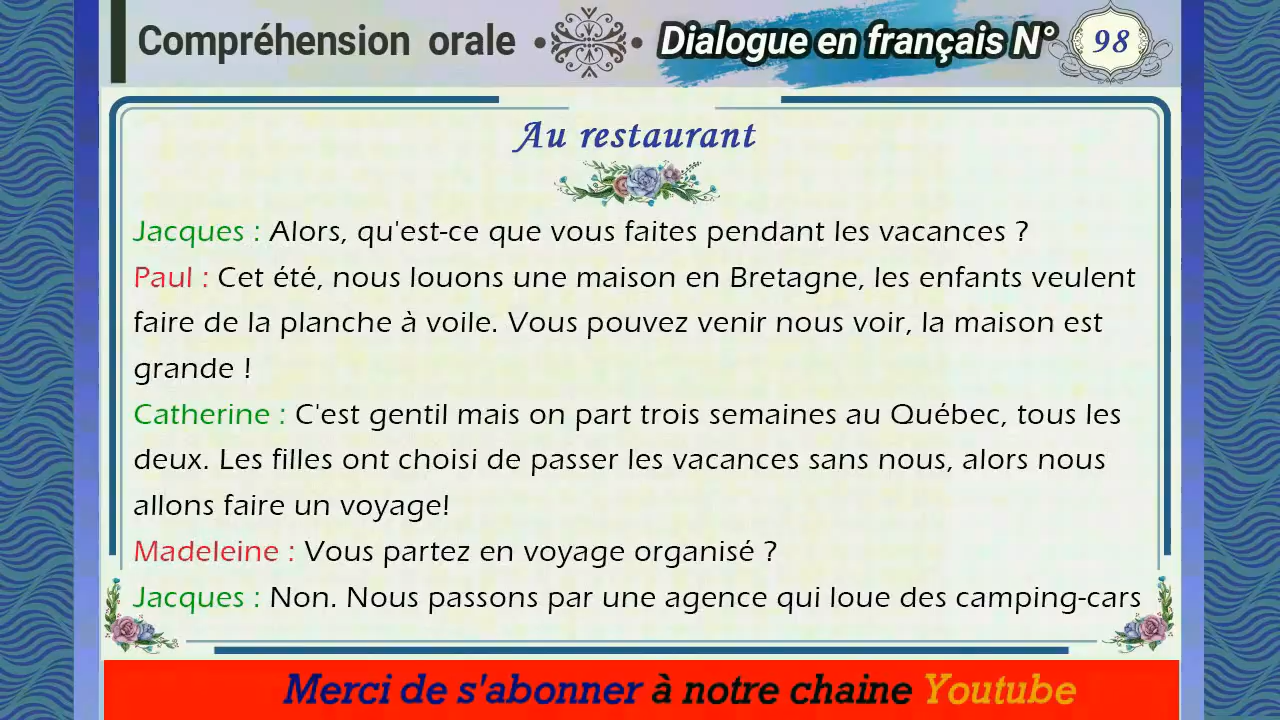 Compréhension orale Dialogue en français N° 98
Au restaurant
Jacques : Alors, qu'est-ce que vous faites pendant les vacances ?
Paul : Cet été, nous louons une maison en Bretagne, les enfants veulent
faire de la planche à voile. Vous pouvez venir nous voir, la maison est
grande !
Catherine : C'est gentil mais on part trois semaines au Québec, tous les
deux. Les filles ont choisi de passer les vacances sans nous, alors nous
allons faire un voyage!
Madeleine : Vous partez en voyage organisé ?
Jacques : Non. Nous passons par une agence qui loue des camping-cars
Merci de s'abonner à notre chaine Youtube